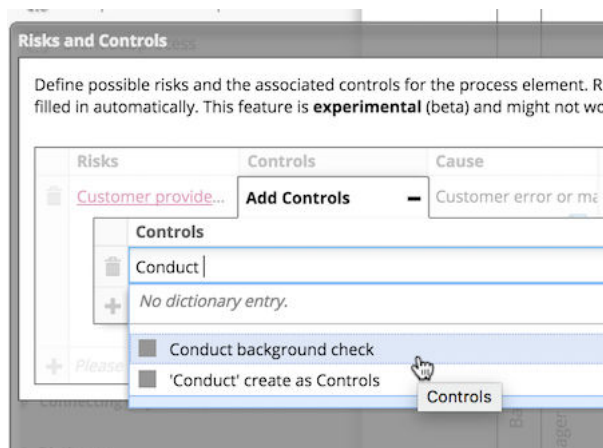 Risks and Controls
Define possible risks and the associated controls for the process element. R
filled in automatically. This feature is experimental (beta) and might not wo
Risks Controls Cause
Customer provide... Add Controls Customer error or ma
Controls
Conduct
No dictionary entry.
Conduct background check
Please
'Conduct' create as Controls
Controls